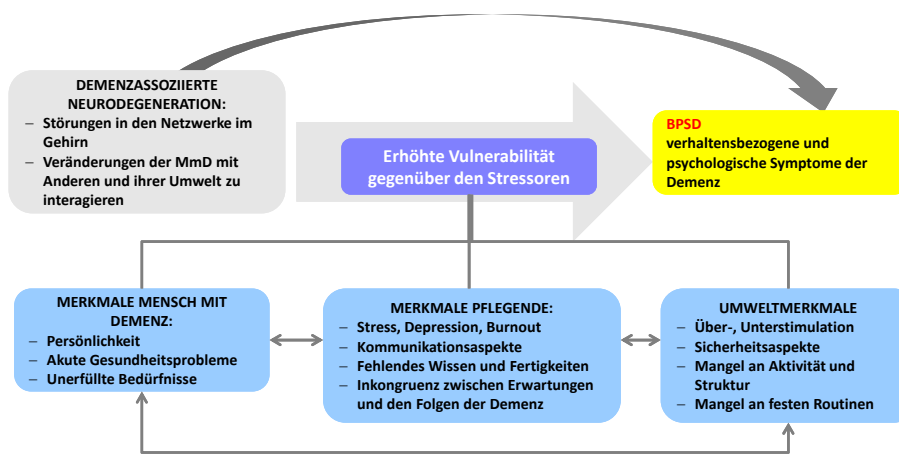 DEMENZASSOZIIERTE
NEURODEGENERATION:
– Störungen in den Netzwerke im
Gehirn
– Veränderungen der MmD mit
Anderen und ihrer Umwelt zu
interagieren
Erhöhte Vulnerabilität
gegenüber den Stressoren
BPSD
verhaltensbezogene und
psychologische Symptome der
Demenz
MERKMALE MENSCH MIT
DEMENZ:
– Persönlichkeit
– Akute Gesundheitsprobleme
– Unerfüllte Bedürfnisse
MERKMALE PFLEGENDE:
– Stress, Depression, Burnout
– Kommunikationsaspekte
– Fehlendes Wissen und Fertigkeiten
– Inkongruenz zwischen Erwartungen
und den Folgen der Demenz
UMWELTMERKMALE
– Über-, Unterstimulation
– Sicherheitsaspekte
– Mangel an Aktivität und
Struktur
– Mangel an festen Routinen